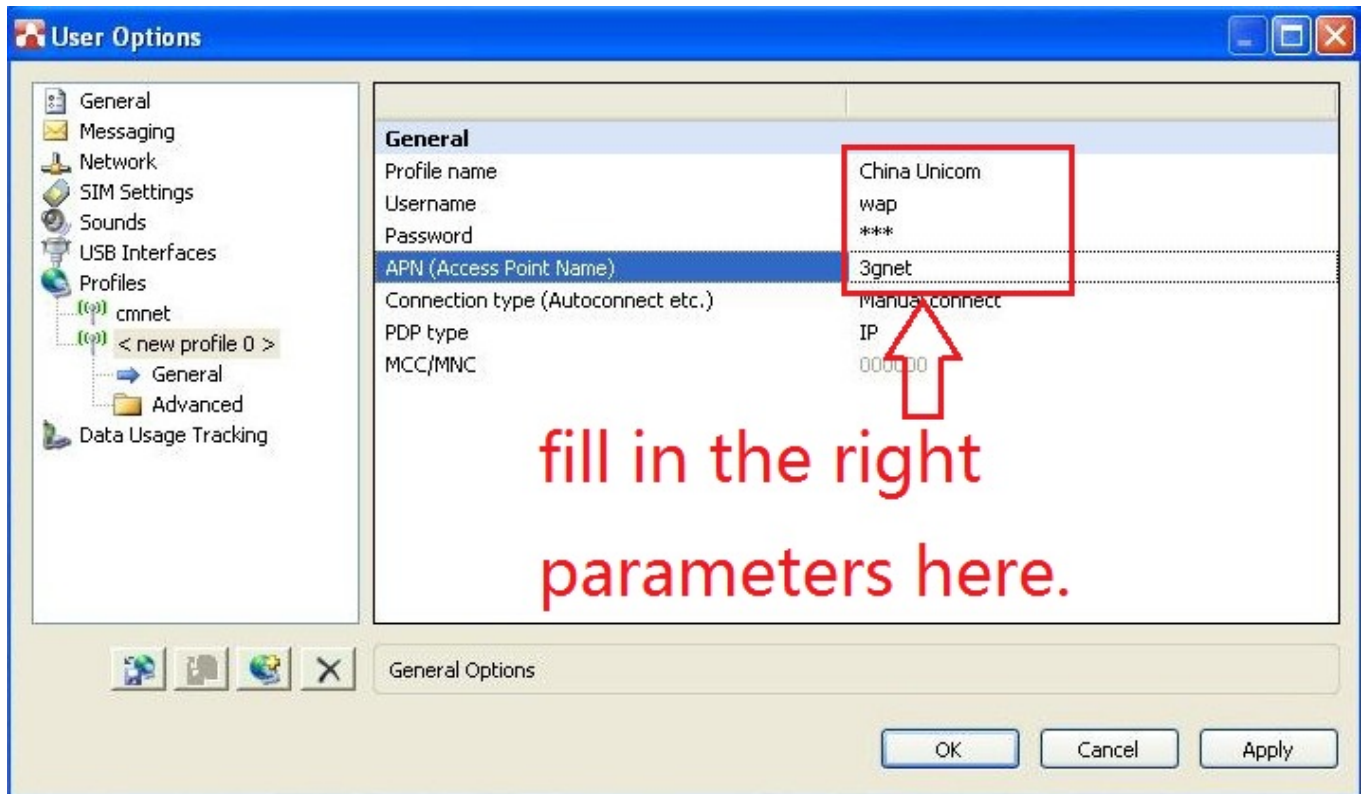 User Options
General
Messaging
Network
SIM Settings
Sounds
USB Interfaces
Profiles
cmnet
< new profile 0 >
General
Advanced
Data Usage Tracking
General
Profile name China Unicom
Username wap
Password ***
APN (Access Point Name) 3gnet
Connection type (Autoconnect etc.) Manual connect
PDP type IP
MCC/MNC 000000
fill in the right
parameters here.
General Options
OK Cancel Apply